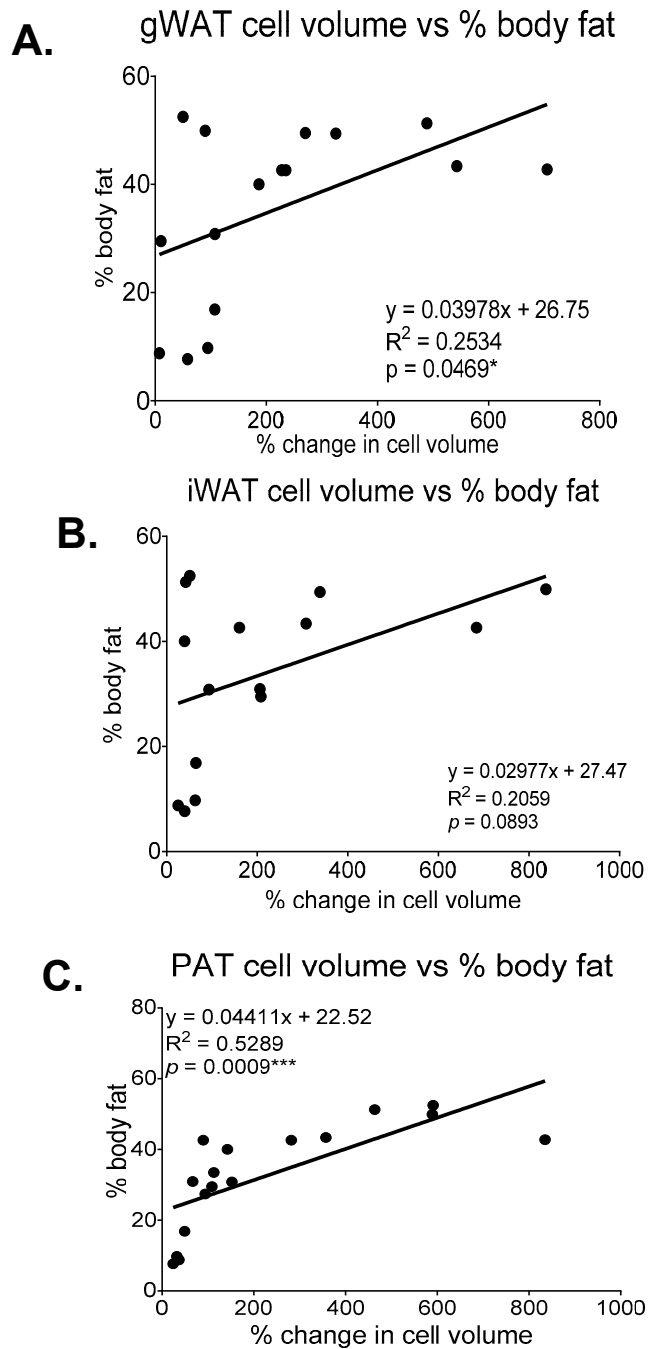 A.
gWAT cell volume vs % body fat
60
40
20
0
% body fat
y = 0.03978x + 26.75
R² = 0.2534
p = 0.0469*
0 200 400 600 800
% change in cell volume
B.
iWAT cell volume vs % body fat
60
40
20
0
% body fat
y = 0.02977x + 27.47
R² = 0.2059
p = 0.0893
0 200 400 600 800 1000
% change in cell volume
C.
PAT cell volume vs % body fat
80
60
40
20
0
% body fat
y = 0.04411x + 22.52
R² = 0.5289
p = 0.0009***
0 200 400 600 800 1000
% change in cell volume